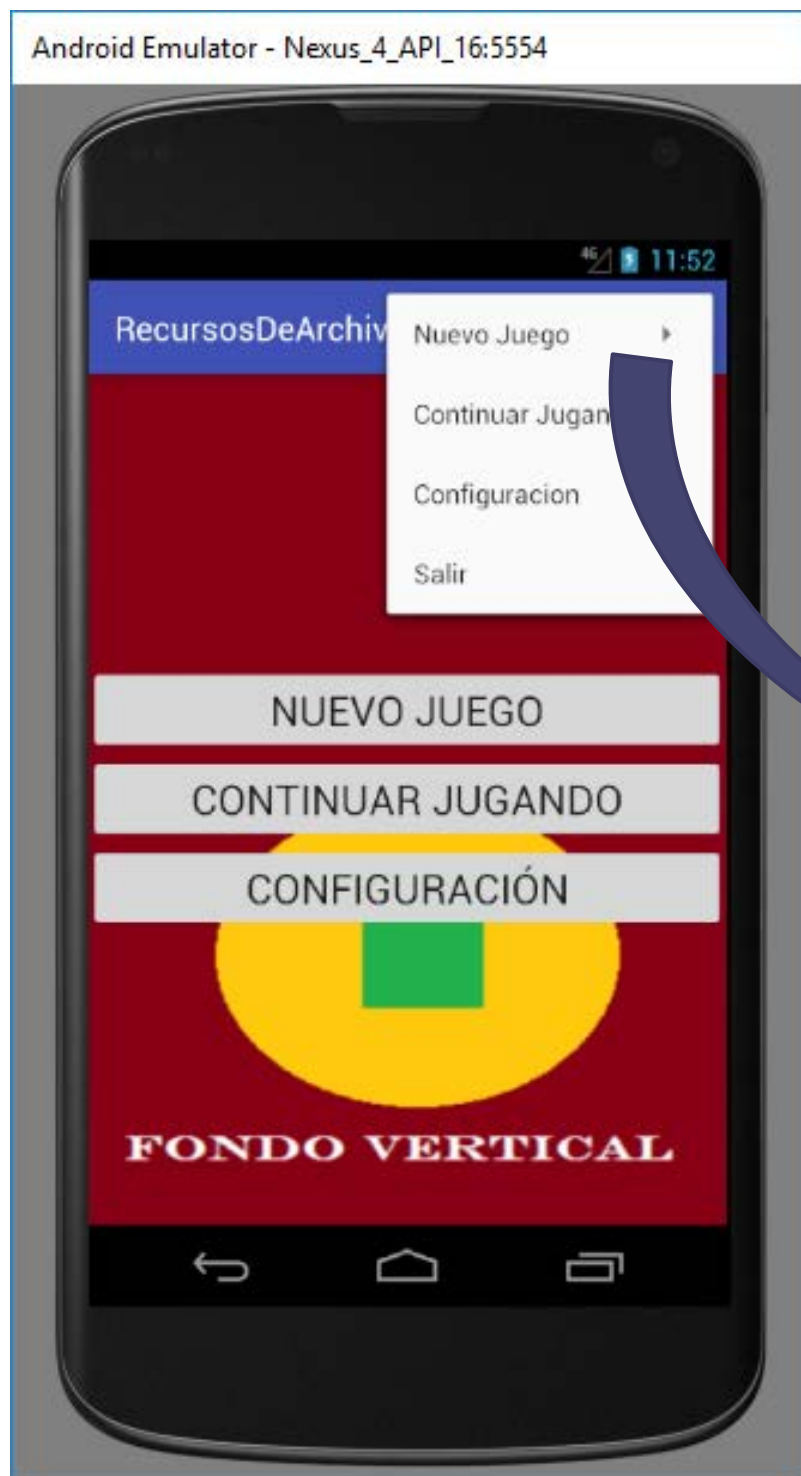 Android Emulator - Nexus_4_API_16:5554
4G 11:52
RecursosDeArchiv
Nuevo Juego
Continuar Jugan
Configuracion
Salir
NUEVO JUEGO
CONTINUAR JUGANDO
CONFIGURACIÓN
FONDO VERTICAL